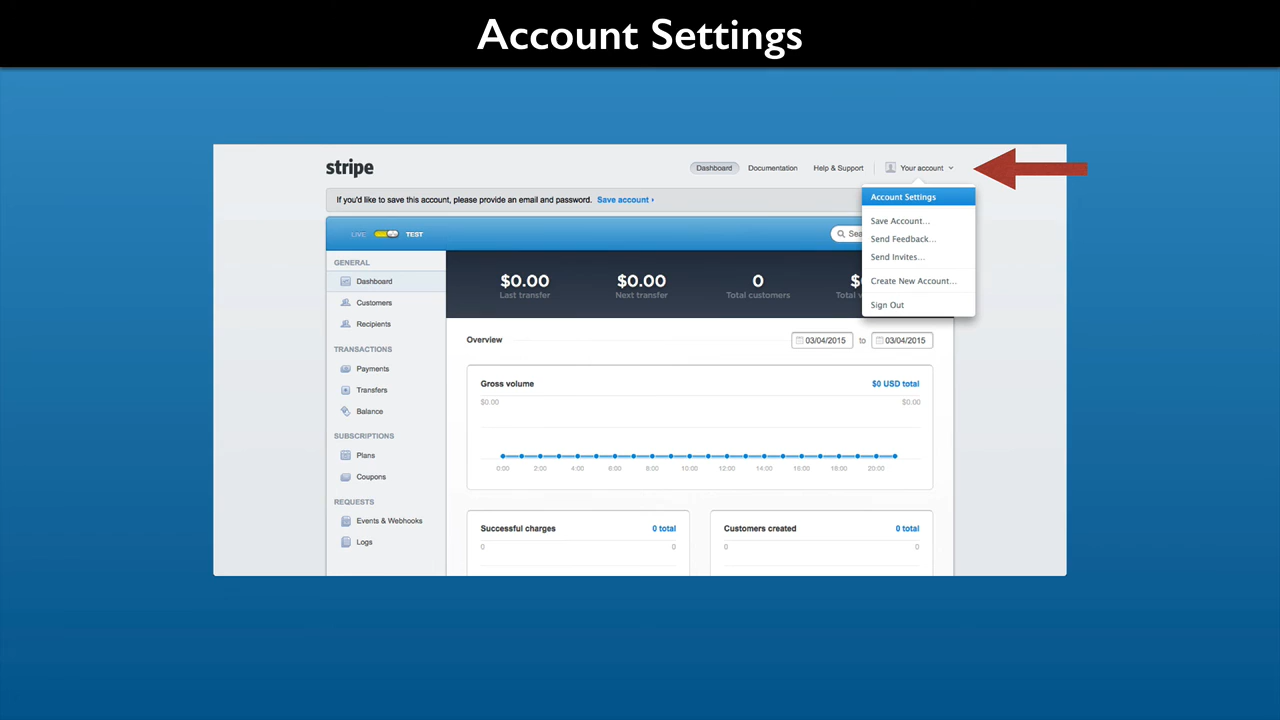 Account Settings
stripe
Dashboard Documentation Help & Support Your account
If you'd like to save this account, please provide an email and password. Save account
Account Settings
Save Account...
Send Feedback...
Send Invites...
Create New Account...
Sign Out
LIVE TEST
GENERAL
Dashboard
Customers
Recipients
TRANSACTIONS
Payments
Transfers
Balance
SUBSCRIPTIONS
Plans
Coupons
REQUESTS
Events & Webhooks
Logs
$0.00 $0.00 0
Last transfer Next transfer Total customers Total
Overview 03/04/2015 to 03/04/2015
Gross volume $0 USD total
$0.00 $0.00
0:00 2:00 4:00 6:00 8:00 10:00 12:00 14:00 16:00 18:00 20:00
Successful charges 0 total
0 0
Customers created 0 total
0 0